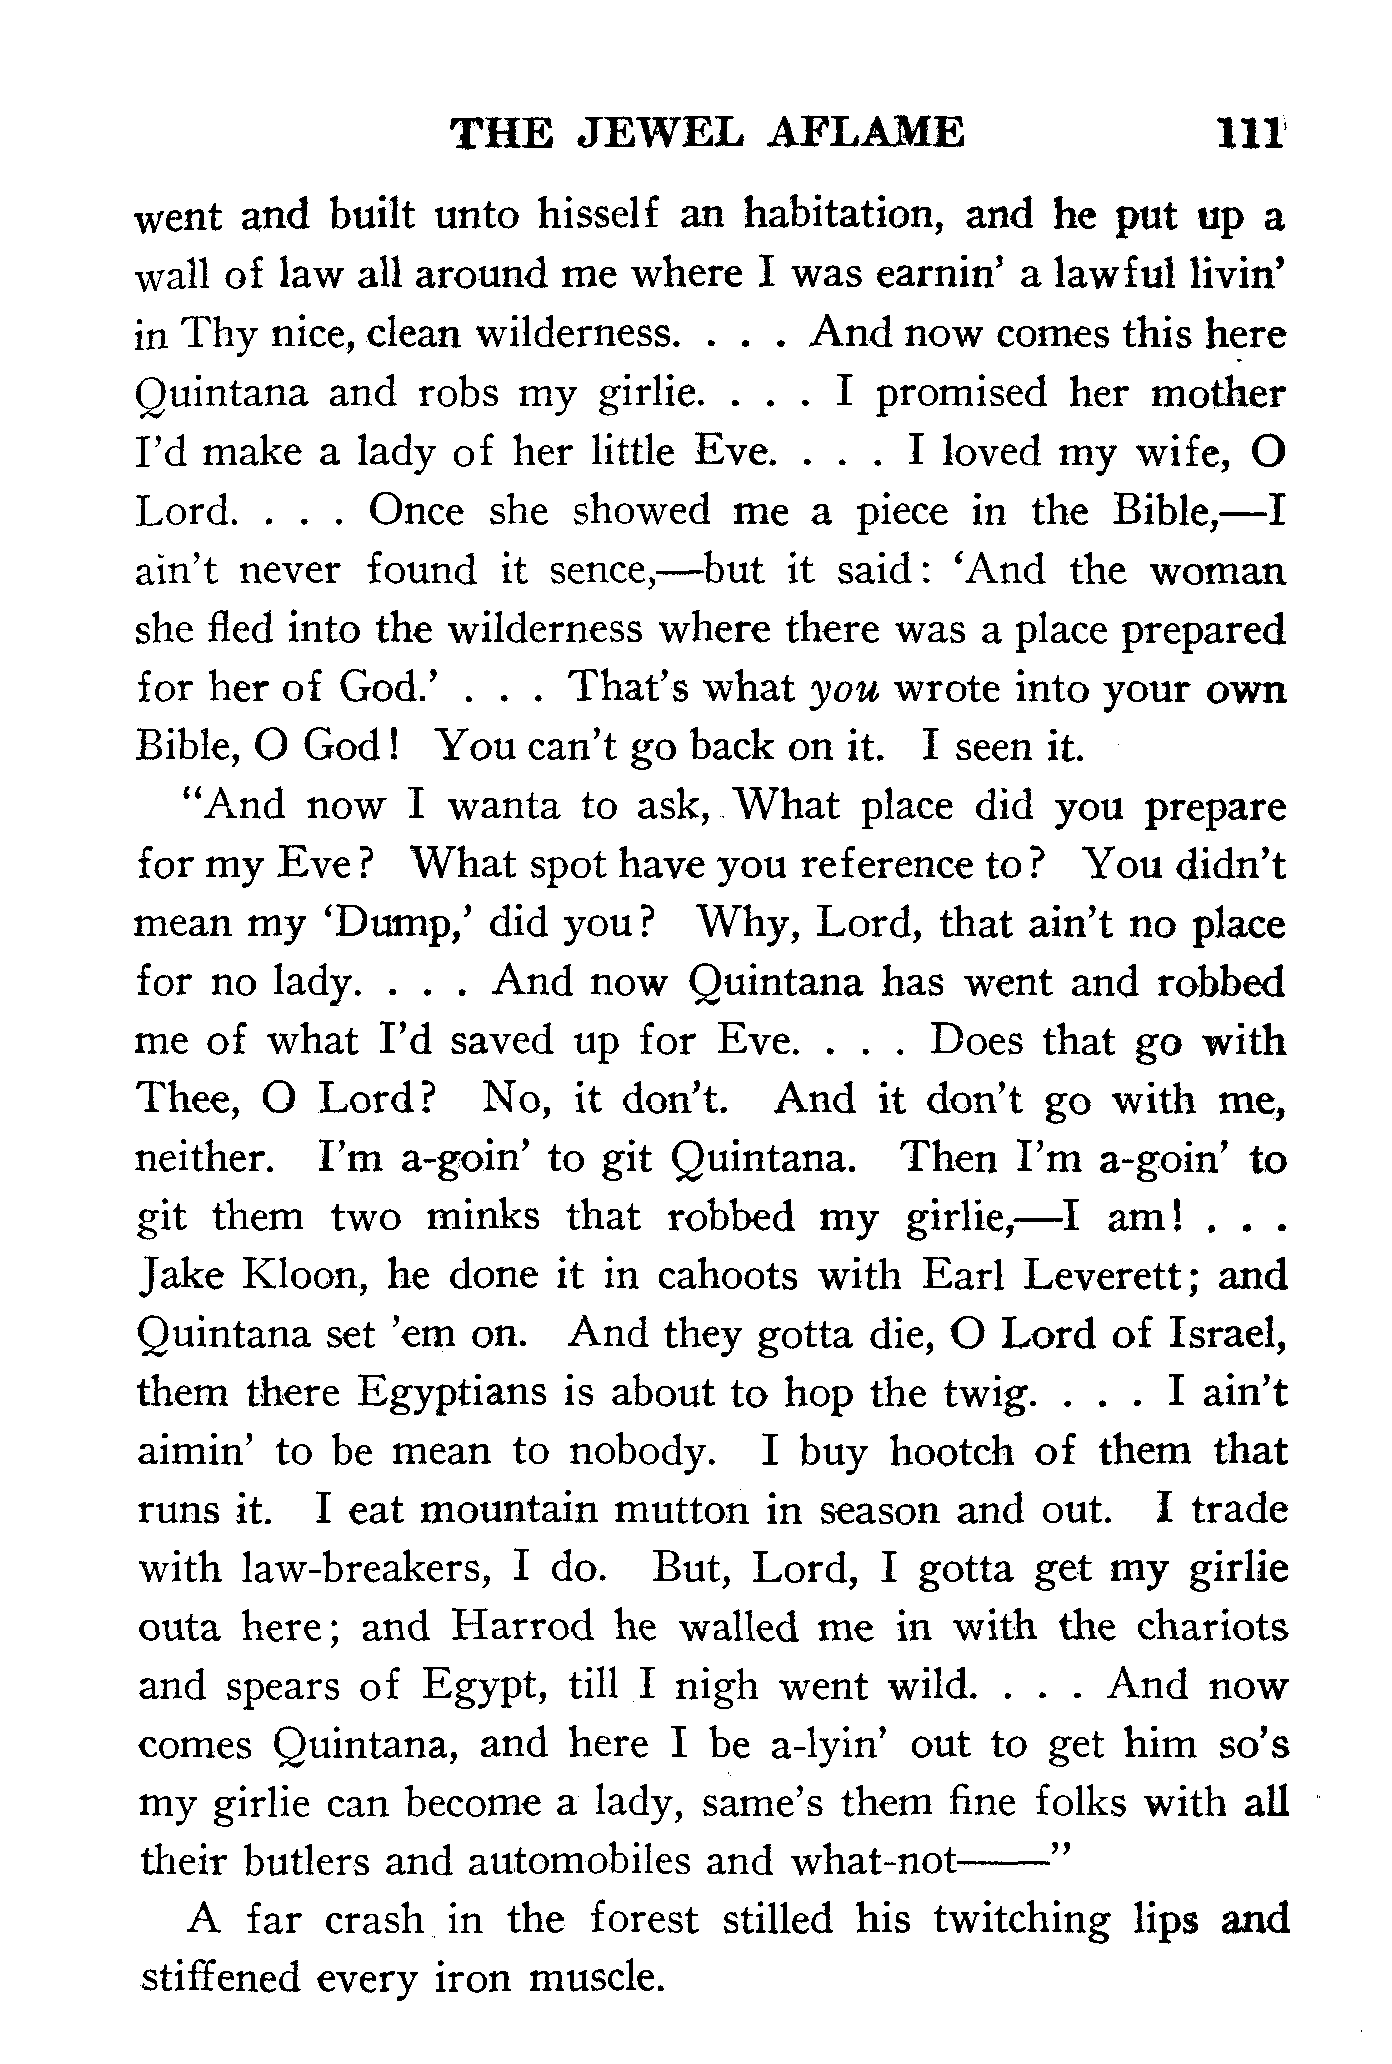 THE JEWEL AFLAME 111
went and built unto hisself an habitation, and he put up a
wall of law all around me where I was earnin’ a lawful livin’
in Thy nice, clean wilderness. . . . And now comes this here
Quintana and robs my girlie. . . . I promised her mother
I’d make a lady of her little Eve. . . . I loved my wife, O
Lord. . . . Once she showed me a piece in the Bible,—I
ain’t never found it sence,—but it said: ‘And the woman
she fled into the wilderness where there was a place prepared
for her of God.’ . . . That’s what you wrote into your own
Bible, O God! You can’t go back on it. I seen it.
“And now I wanta to ask, What place did you prepare
for my Eve? What spot have you reference to? You didn’t
mean my ‘Dump,’ did you? Why, Lord, that ain’t no place
for no lady. . . . And now Quintana has went and robbed
me of what I’d saved up for Eve. . . . Does that go with
Thee, O Lord? No, it don’t. And it don’t go with me,
neither. I’m a-goin’ to git Quintana. Then I’m a-goin’ to
git them two minks that robbed my girlie,—I am! . . .
Jake Kloon, he done it in cahoots with Earl Leverett; and
Quintana set ’em on. And they gotta die, O Lord of Israel,
them there Egyptians is about to hop the twig. . . . I ain’t
aimin’ to be mean to nobody. I buy hootch of them that
runs it. I eat mountain mutton in season and out. I trade
with law-breakers, I do. But, Lord, I gotta get my girlie
outa here; and Harrod he walled me in with the chariots
and spears of Egypt, till I nigh went wild. . . . And now
comes Quintana, and here I be a-lyin’ out to get him so’s
my girlie can become a lady, same’s them fine folks with all
their butlers and automobiles and what-not——”
A far crash in the forest stilled his twitching lips and
stiffened every iron muscle.